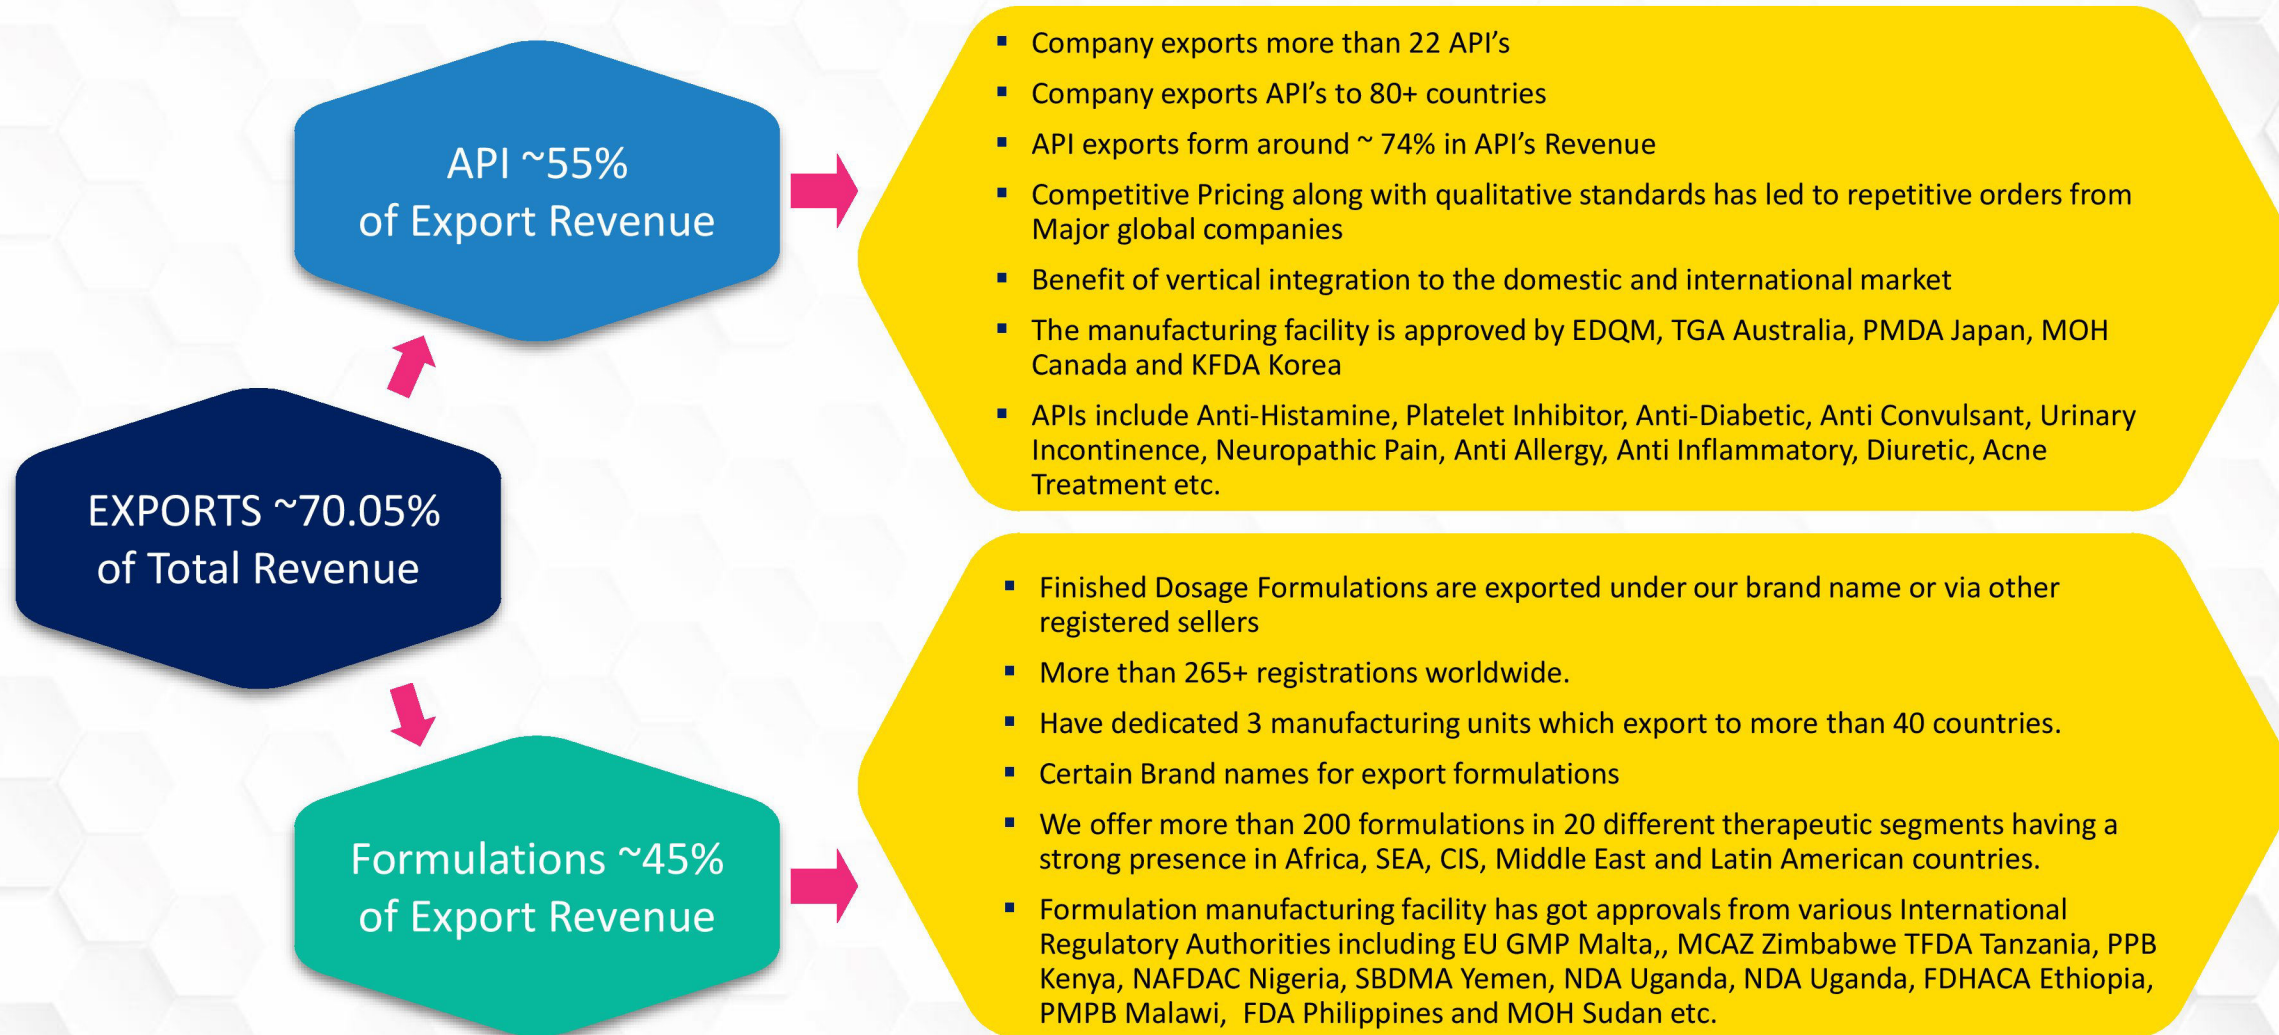 API ~55%
of Export Revenue
EXPORTS ~70.05%
of Total Revenue
Formulations ~45%
of Export Revenue
▪ Company exports more than 22 API’s
▪ Company exports API’s to 80+ countries
▪ API exports form around ~ 74% in API’s Revenue
▪ Competitive Pricing along with qualitative standards has led to repetitive orders from
Major global companies
▪ Benefit of vertical integration to the domestic and international market
▪ The manufacturing facility is approved by EDQM, TGA Australia, PMDA Japan, MOH
Canada and KFDA Korea
▪ APIs include Anti-Histamine, Platelet Inhibitor, Anti-Diabetic, Anti Convulsant, Urinary
Incontinence, Neuropathic Pain, Anti Allergy, Anti Inflammatory, Diuretic, Acne
Treatment etc.
▪ Finished Dosage Formulations are exported under our brand name or via other
registered sellers
▪ More than 265+ registrations worldwide.
▪ Have dedicated 3 manufacturing units which export to more than 40 countries.
▪ Certain Brand names for export formulations
▪ We offer more than 200 formulations in 20 different therapeutic segments having a
strong presence in Africa, SEA, CIS, Middle East and Latin American countries.
▪ Formulation manufacturing facility has got approvals from various International
Regulatory Authorities including EU GMP Malta,, MCAZ Zimbabwe TFDA Tanzania, PPB
Kenya, NAFDAC Nigeria, SBDMA Yemen, NDA Uganda, NDA Uganda, FDHACA Ethiopia,
PMPB Malawi, FDA Philippines and MOH Sudan etc.